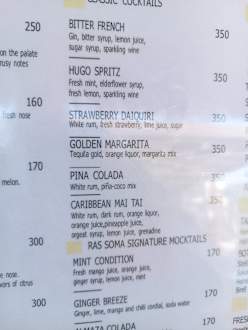 CLASSIC COCKTAILS
250
on the palate
rusy notes
160
fresh nose
170
melon.
300
nose.
avors of citrus
300
BITTER FRENCH 350
Gin, bitter syrup, lemon juice,
sugar syrup, sparkling wine
HUGO SPRITZ 350
Fresh mint, elderflower syrup,
fresh lemon, sparkling wine
STRAWBERRY DAIQUIRI 350
White rum, fresh strawberry, lime juice, sugar
GOLDEN MARGARITA 350
Tequila gold, orange liquor, margarita mix
PINA COLADA 350
White rum, piña-coco mix
CARIBBEAN MAI TAI 350
White rum, dark rum, orange liquor,
orange juice,pineapple juice,
orgeat syrup, lemon juice, grenadine
RAS SOMA SIGNATURE MOCKTAILS
MINT CONDITION 170
Fresh mango juice, orange juice,
ginger syrup, lemon juice, mint
GINGER BREEZE 170
Ginger, lime, mango and chili cordial, soda water
COLADA 170